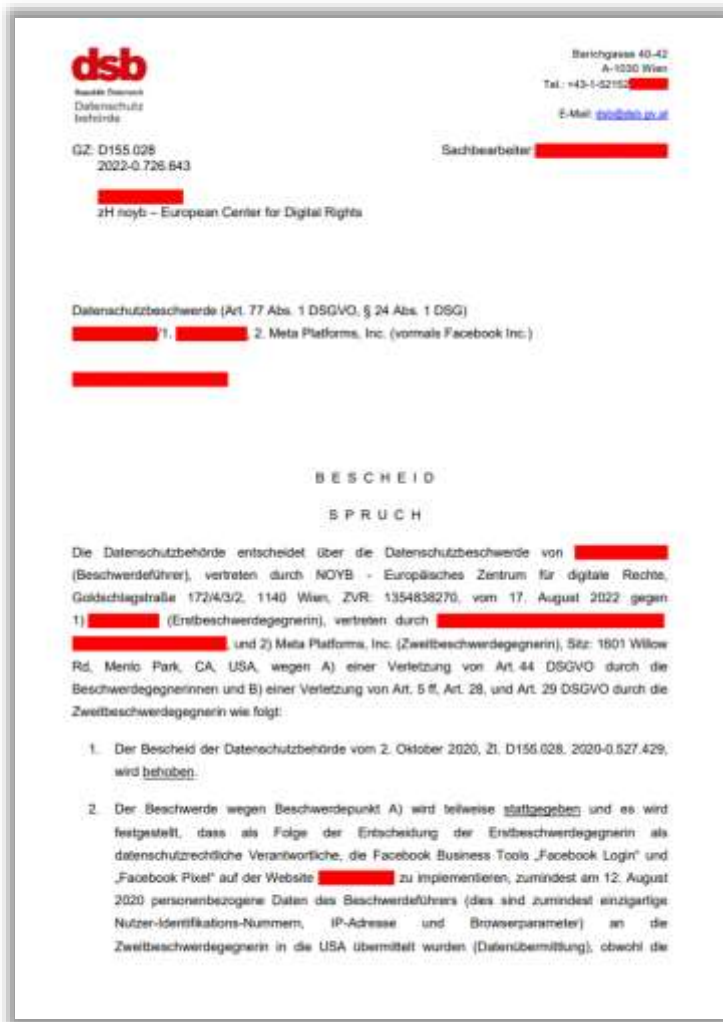 dsb
Republik Österreich
Datenschutz
behörde
Barichgasse 40-42
A-1030 Wien
Tel.: +43-1-52152
E-Mail: dsb@dsb.gv.at
GZ: D155.028
2022-0.726.643
Sachbearbeiter:
zH noyb – European Center for Digital Rights
Datenschutzbeschwerde (Art. 77 Abs. 1 DSGVO, § 24 Abs. 1 DSG)
/1. , 2. Meta Platforms, Inc. (vormals Facebook Inc.)
B E S C H E I D
S P R U C H
Die Datenschutzbehörde entscheidet über die Datenschutzbeschwerde von
(Beschwerdeführer), vertreten durch NOYB - Europäisches Zentrum für digitale Rechte,
Goldschlagstraße 172/4/3/2, 1140 Wien, ZVR: 1354838270, vom 17. August 2022 gegen
1) (Erstbeschwerdegegnerin), vertreten durch
, und 2) Meta Platforms, Inc. (Zweitbeschwerdegegnerin), Sitz: 1601 Willow
Rd, Menlo Park, CA, USA, wegen A) einer Verletzung von Art. 44 DSGVO durch die
Beschwerdegegnerinnen und B) einer Verletzung von Art. 5 ff, Art. 28, und Art. 29 DSGVO durch die
Zweitbeschwerdegegnerin wie folgt:
1. Der Bescheid der Datenschutzbehörde vom 2. Oktober 2020, Zl. D155.028, 2020-0.527.429,
wird behoben.
2. Der Beschwerde wegen Beschwerdepunkt A) wird teilweise stattgegeben und es wird
festgestellt, dass als Folge der Entscheidung der Erstbeschwerdegegnerin als
datenschutzrechtliche Verantwortliche, die Facebook Business Tools „Facebook Login" und
„Facebook Pixel" auf der Website zu implementieren, zumindest am 12. August
2020 personenbezogene Daten des Beschwerdeführers (dies sind zumindest einzigartige
Nutzer-Identifikations-Nummern, IP-Adresse und Browserparameter) an die
Zweitbeschwerdegegnerin in die USA übermittelt wurden (Datenübermittlung), obwohl die